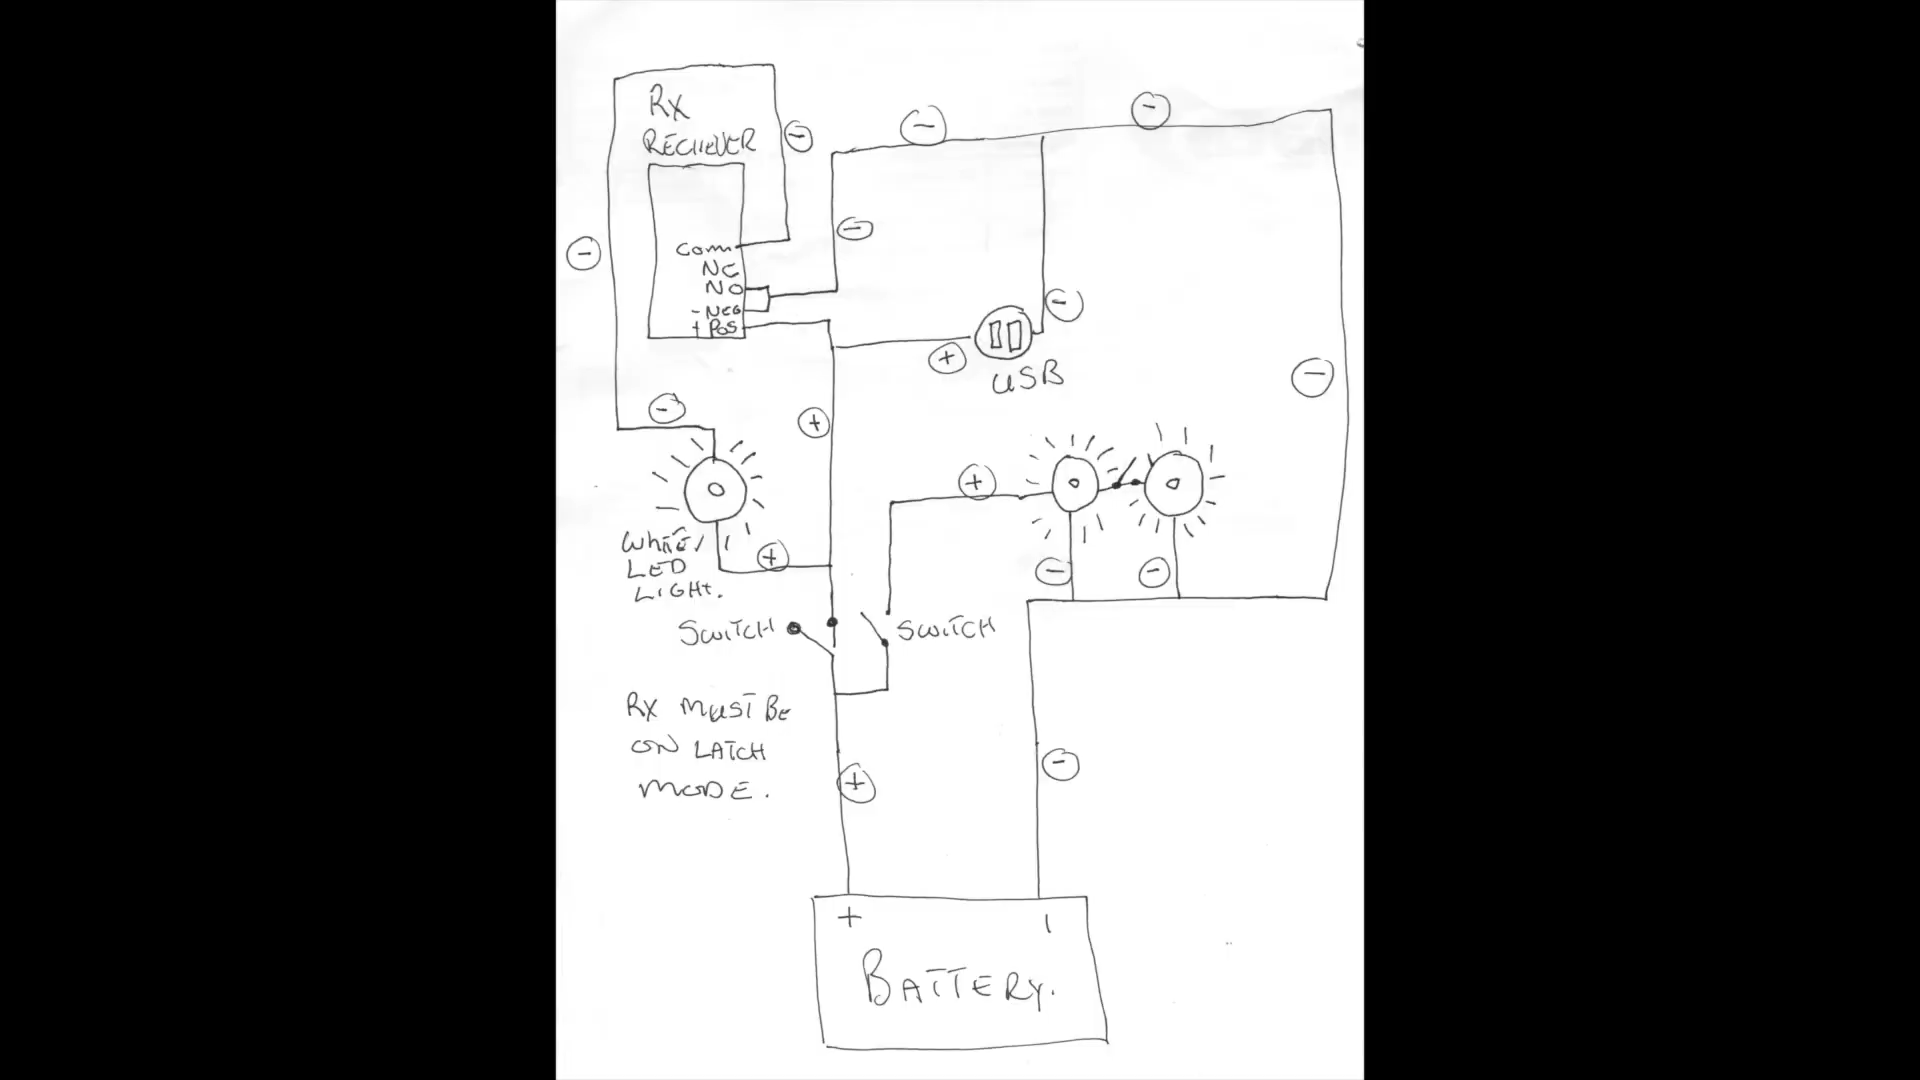 Rx
RECIEVER
Comm
NC
NO
- NEG
+ POS
USB
WHITE
LED
LIGHT.
SWITCH
SWITCH
RX MUST BE
ON LATCH
MODE.
+ -
BATTERY.